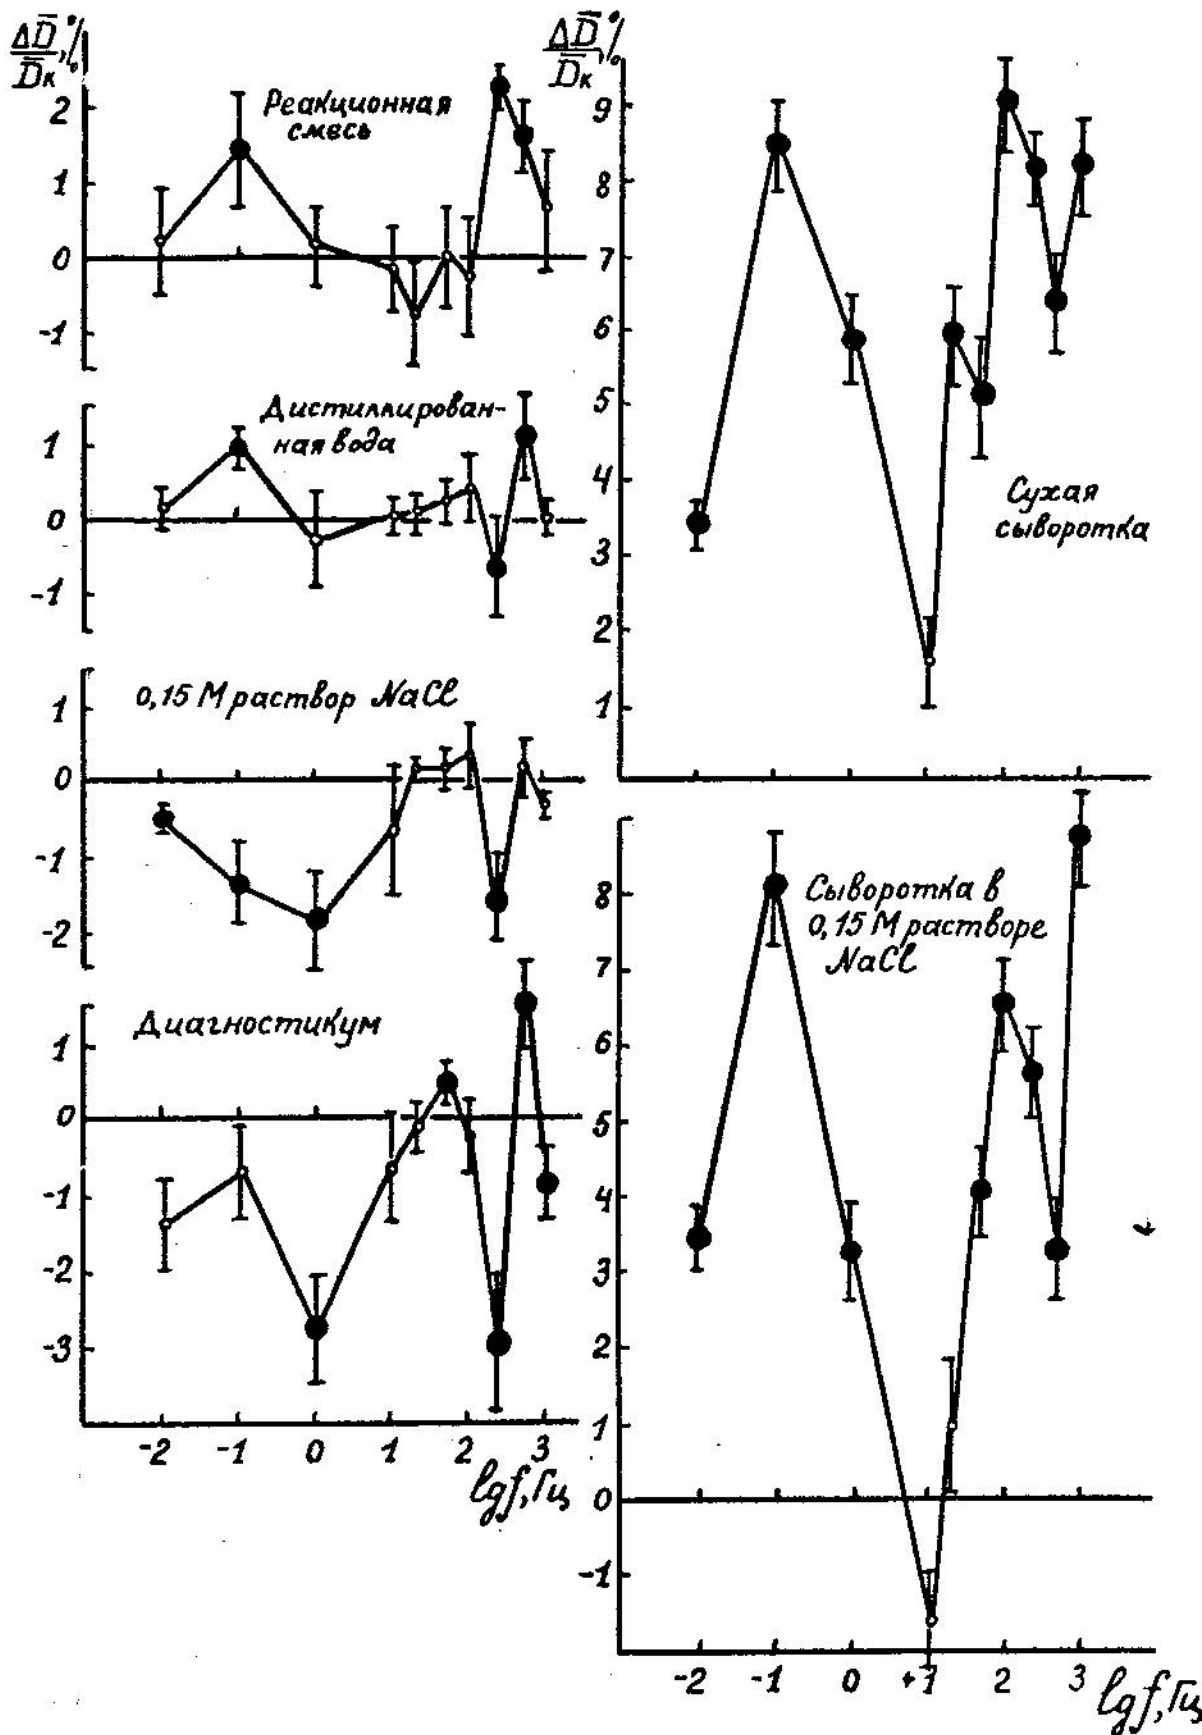 ΔD̄/D̄к, %
2
1
0
-1
Реакционная
смесь
1
0
-1
Дистиллирован-
ная вода
1
0
-1
-2
0,15 М раствор NaCl
1
0
-1
-2
-3
Диагностикум
-2 -1 0 1 2 3
lgf, Гц
ΔD̄/D̄к, %
9
8
7
6
5
4
3
2
1
Сухая
сыворотка
8
7
6
5
4
3
2
1
0
-1
Сыворотка в
0,15 М растворе
NaCl
-2 -1 0 +1 2 3
lgf, Гц